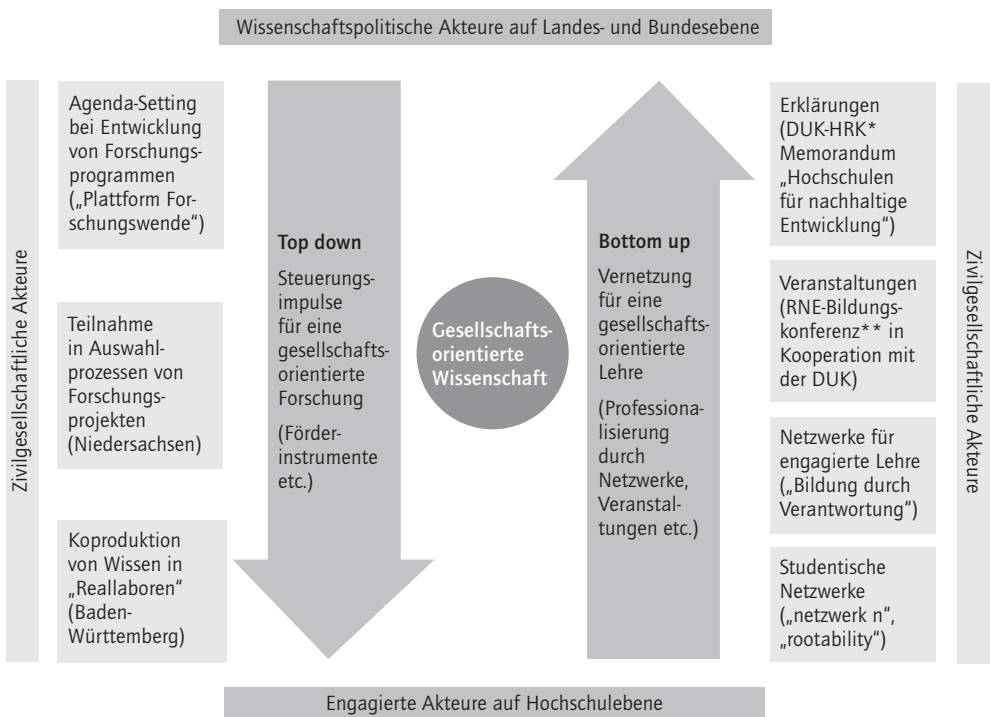 Wissenschaftspolitische Akteure auf Landes- und Bundesebene
Zivilgesellschaftliche Akteure
Agenda-Setting
bei Entwicklung
von Forschungs-
programmen
(„Plattform For-
schungswende“)
Teilnahme
in Auswahl-
prozessen von
Forschungs-
projekten
(Niedersachsen)
Koproduktion
von Wissen in
„Reallaboren“
(Baden-
Württemberg)
Top down
Steuerungs-
impulse
für eine
gesellschafts-
orientierte
Forschung
(Förder-
instrumente
etc.)
Gesellschafts-
orientierte
Wissenschaft
Bottom up
Vernetzung
für eine
gesellschafts-
orientierte
Lehre
(Professiona-
lisierung
durch
Netzwerke,
Veranstal-
tungen etc.)
Erklärungen
(DUK-HRK*
Memorandum
„Hochschulen
für nachhaltige
Entwicklung“)
Veranstaltungen
(RNE-Bildungs-
konferenz** in
Kooperation mit
der DUK)
Netzwerke für
engagierte Lehre
(„Bildung durch
Verantwortung“)
Studentische
Netzwerke
(„netzwerk n“,
„rootability“)
Zivilgesellschaftliche Akteure
Engagierte Akteure auf Hochschulebene